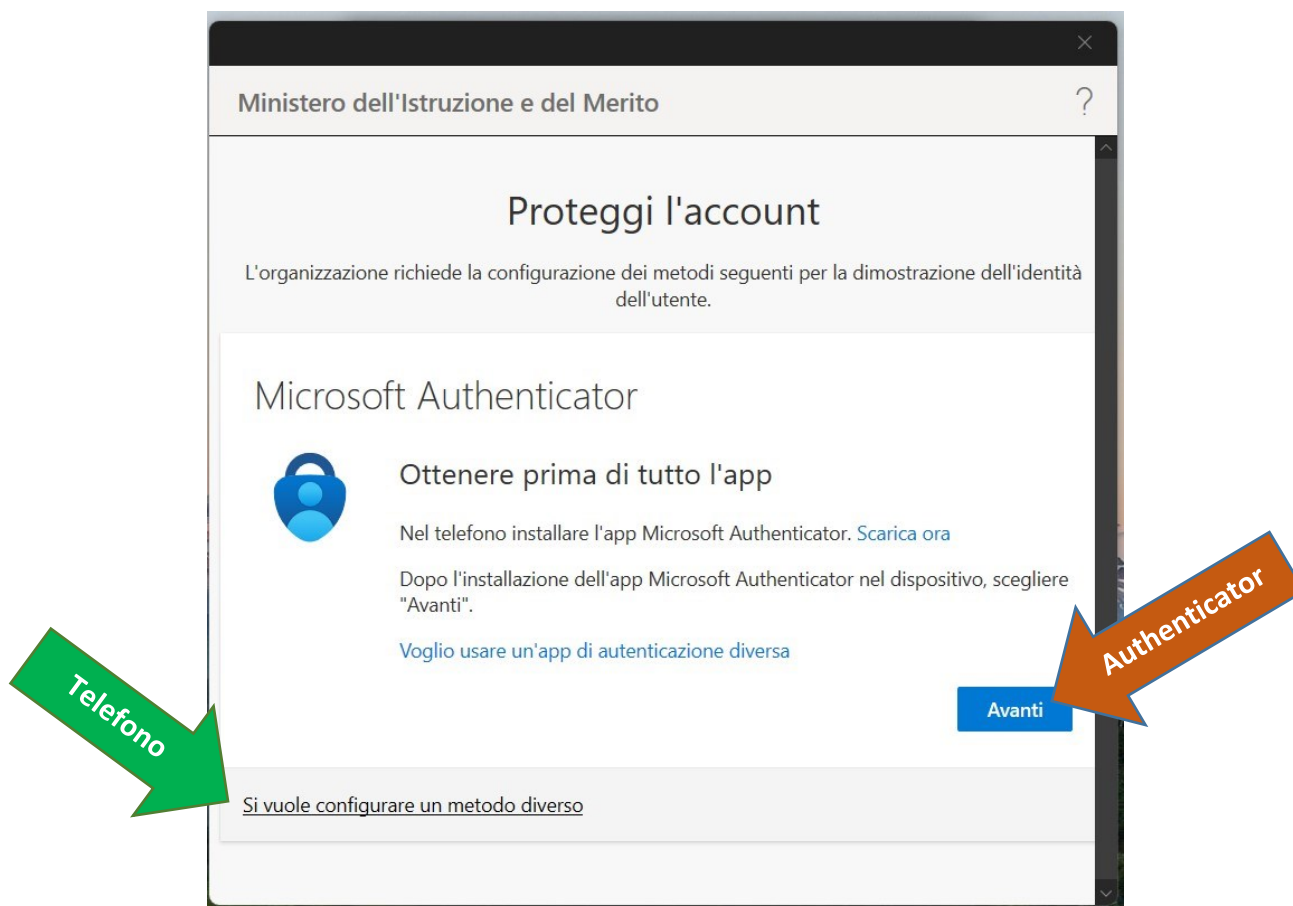 Ministero dell'Istruzione e del Merito
?
Proteggi l'account
L'organizzazione richiede la configurazione dei metodi seguenti per la dimostrazione dell'identità
dell'utente.
Microsoft Authenticator
Ottenere prima di tutto l'app
Nel telefono installare l'app Microsoft Authenticator. Scarica ora
Dopo l'installazione dell'app Microsoft Authenticator nel dispositivo, scegliere
"Avanti".
Voglio usare un'app di autenticazione diversa
Authenticator
Avanti
Telefono
Si vuole configurare un metodo diverso